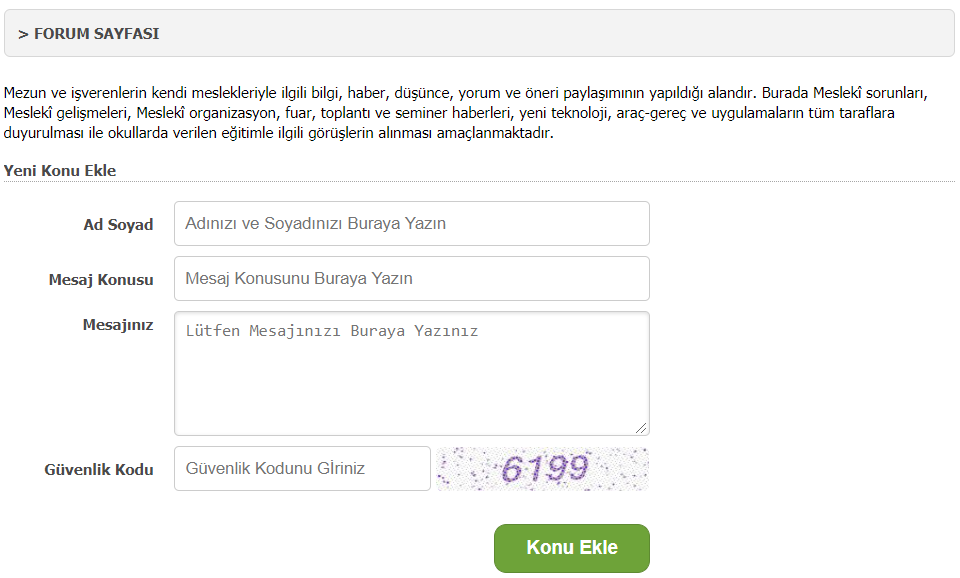 > FORUM SAYFASI
Mezun ve işverenlerin kendi meslekleriyle ilgili bilgi, haber, düşünce, yorum ve öneri paylaşımının yapıldığı alandır. Burada Meslekî sorunları,
Meslekî gelişmeleri, Meslekî organizasyon, fuar, toplantı ve seminer haberleri, yeni teknoloji, araç-gereç ve uygulamaların tüm taraflara
duyurulması ile okullarda verilen eğitimle ilgili görüşlerin alınması amaçlanmaktadır.
Yeni Konu Ekle
Ad Soyad
Adınızı ve Soyadınızı Buraya Yazın
Mesaj Konusu
Mesaj Konusunu Buraya Yazın
Mesajınız
Lütfen Mesajınızı Buraya Yazınız
Güvenlik Kodu
Güvenlik Kodunu Gİriniz
6199
Konu Ekle